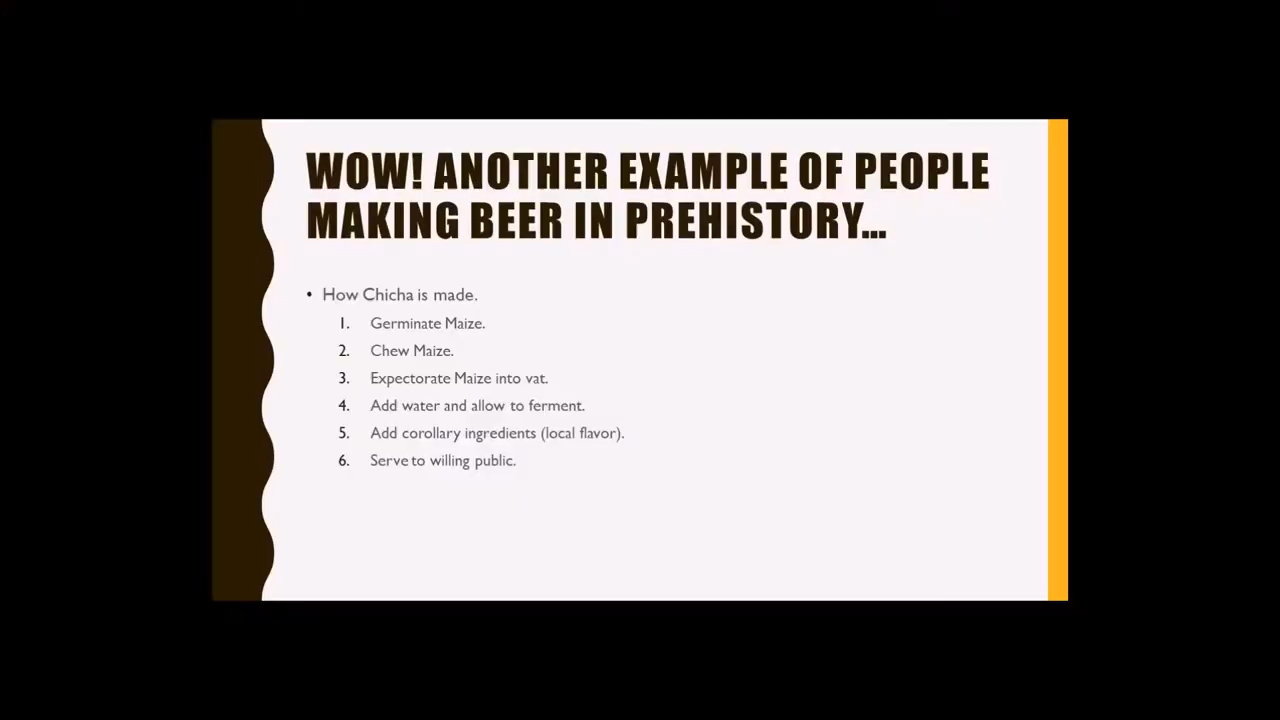 WOW! ANOTHER EXAMPLE OF PEOPLE
MAKING BEER IN PREHISTORY...
• How Chicha is made.
1. Germinate Maize.
2. Chew Maize.
3. Expectorate Maize into vat.
4. Add water and allow to ferment.
5. Add corollary ingredients (local flavor).
6. Serve to willing public.